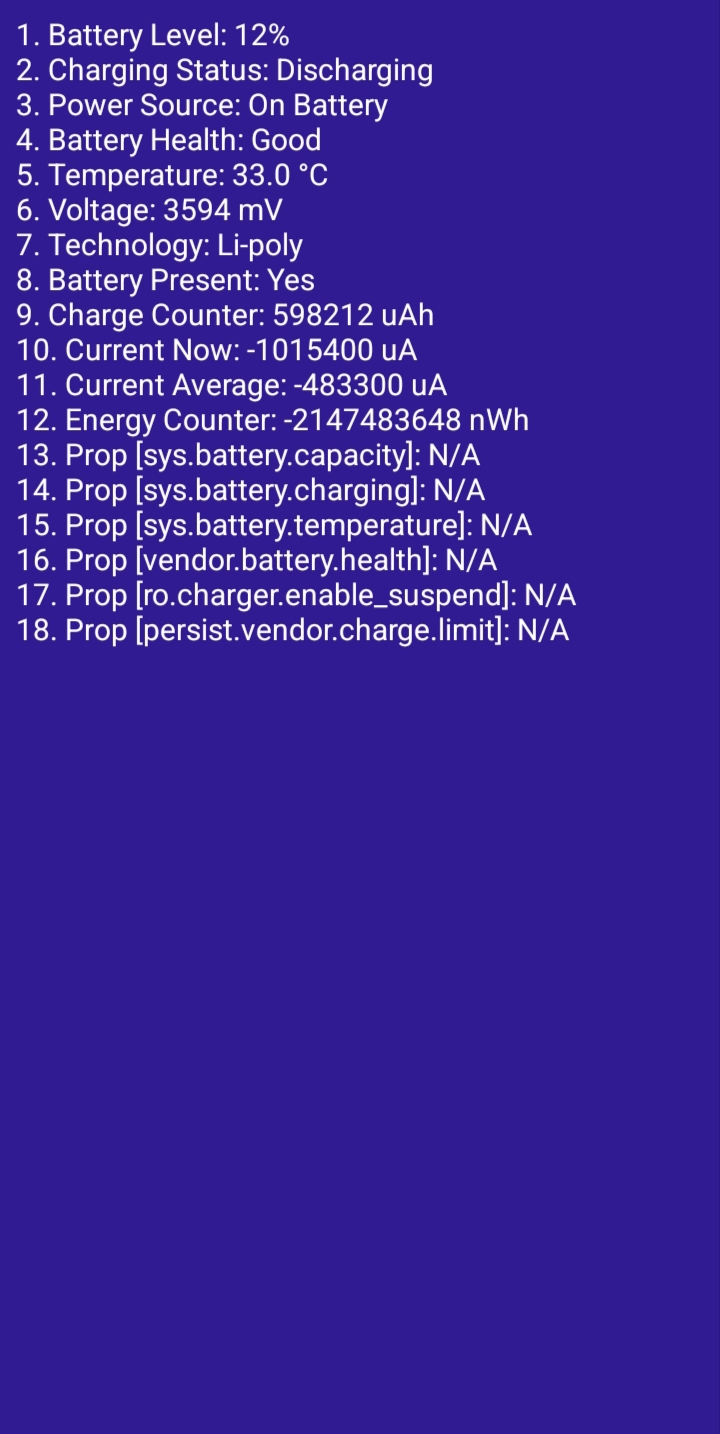 1. Battery Level: 12%
2. Charging Status: Discharging
3. Power Source: On Battery
4. Battery Health: Good
5. Temperature: 33.0 °C
6. Voltage: 3594 mV
7. Technology: Li-poly
8. Battery Present: Yes
9. Charge Counter: 598212 uAh
10. Current Now: -1015400 uA
11. Current Average: -483300 uA
12. Energy Counter: -2147483648 nWh
13. Prop [sys.battery.capacity]: N/A
14. Prop [sys.battery.charging]: N/A
15. Prop [sys.battery.temperature]: N/A
16. Prop [vendor.battery.health]: N/A
17. Prop [ro.charger.enable_suspend]: N/A
18. Prop [persist.vendor.charge.limit]: N/A